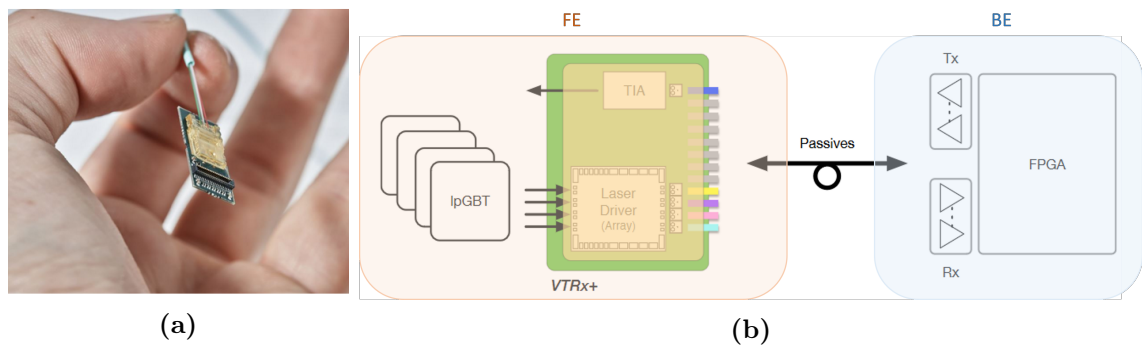 FE
BE
TIA
lpGBT
Laser
Driver
(Array)
VTRx+
Passives
Tx
FPGA
Rx
(a)
(b)